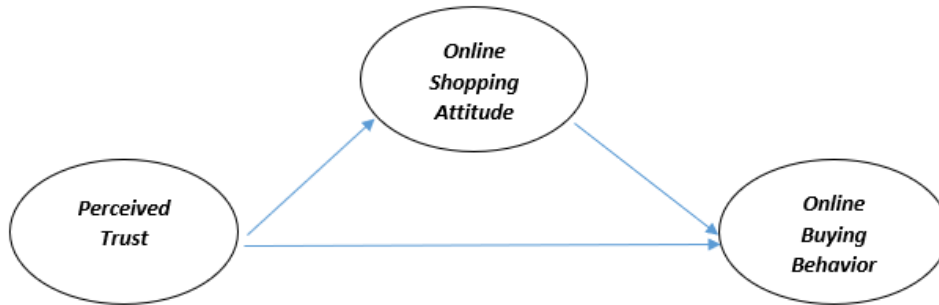 Online
Shopping
Attitude
Perceived
Trust
Online
Buying
Behavior